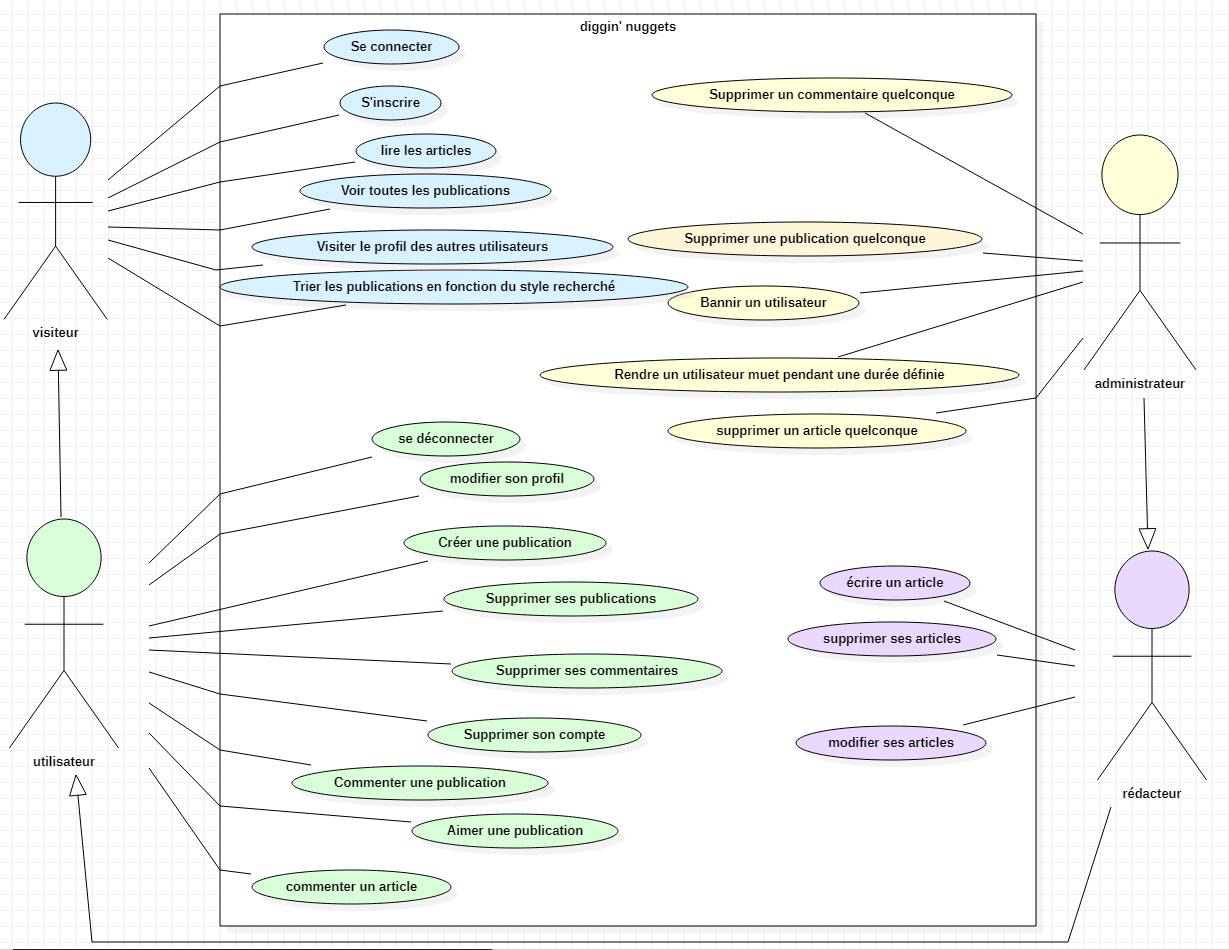 diggin' nuggets
Se connecter
S'inscrire
lire les articles
Voir toutes les publications
Visiter le profil des autres utilisateurs
Trier les publications en fonction du style recherché
visiteur
Supprimer un commentaire quelconque
Supprimer une publication quelconque
Bannir un utilisateur
Rendre un utilisateur muet pendant une durée définie
supprimer un article quelconque
administrateur
se déconnecter
modifier son profil
Créer une publication
Supprimer ses publications
Supprimer ses commentaires
Supprimer son compte
Commenter une publication
Aimer une publication
commenter un article
utilisateur
écrire un article
supprimer ses articles
modifier ses articles
rédacteur